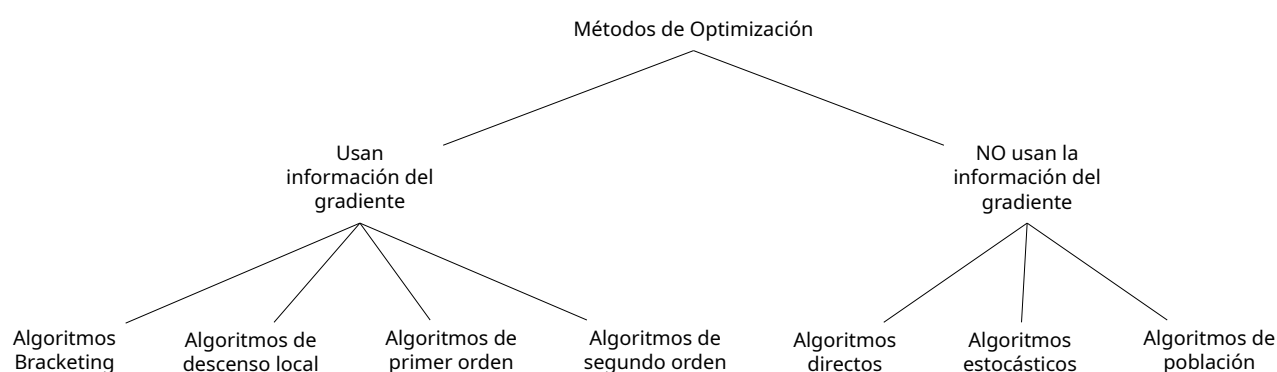 Métodos de Optimización
Usan
información del
gradiente
NO usan la
información del
gradiente
Algoritmos
Bracketing
Algoritmos de
descenso local
Algoritmos de
primer orden
Algoritmos de
segundo orden
Algoritmos
directos
Algoritmos
estocásticos
Algoritmos de
población